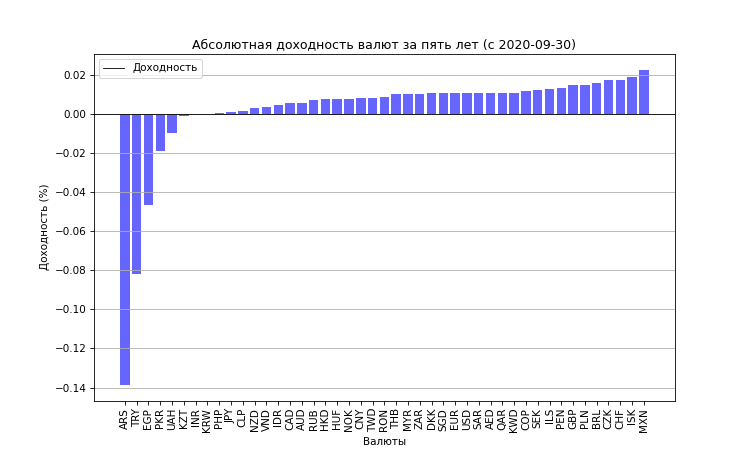 Абсолютная доходность валют за пять лет (с 2020-09-30)
Доходность
0.02
0.00
−0.02
−0.04
−0.06
−0.08
−0.10
−0.12
−0.14
Доходность (%)
ARS TRY EGP PKR UAH KZT INR KRW PHP JPY CLP NZD VND IDR CAD AUD RUB HKD HUF NOK CNY TWD RON THB MYR ZAR DKK SGD EUR USD SAR AED QAR KWD COP SEK ILS PEN GBP PLN BRL CZK CHF ISK MXN
Валюты